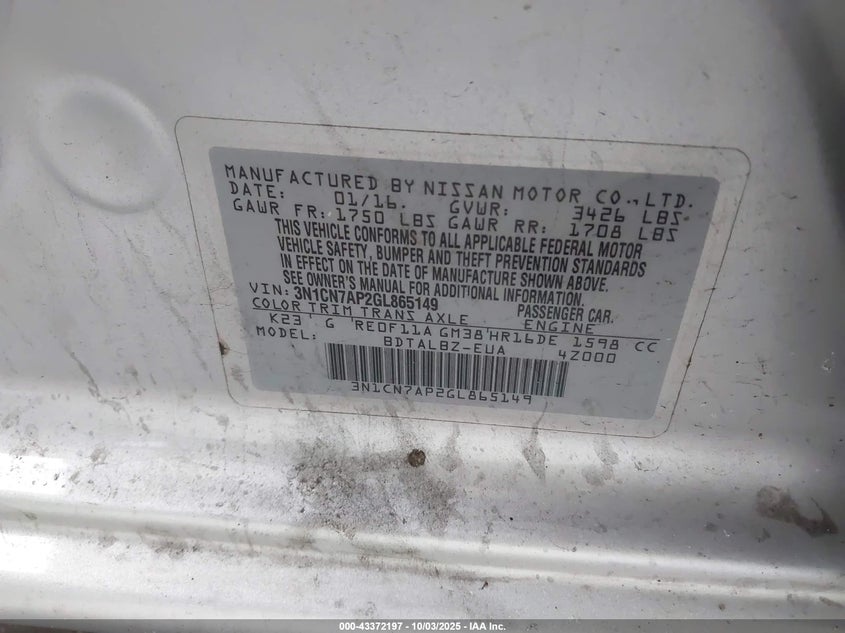 MANUFACTURED BY NISSAN MOTOR CO., LTD.
DATE: 01/16. GVWR: 3426 LBS
GAWR FR: 1750 LBS GAWR RR: 1708 LBS
THIS VEHICLE CONFORMS TO ALL APPLICABLE FEDERAL MOTOR
VEHICLE SAFETY, BUMPER AND THEFT PREVENTION STANDARDS
IN EFFECT ON THE DATE OF MANUFACTURE SHOWN ABOVE.
SEE OWNER'S MANUAL FOR ADDITIONAL INFORMATION.
VIN: 3N1CN7AP2GL865149 PASSENGER CAR.
COLOR TRIM TRANS AXLE ENGINE
K23 G RE0F11A GM38 HR16DE 1598 CC
MODEL: BDTALBZ-EUA 4Z000
3N1CN7AP2GL865149
000-43372197 - 10/03/2025 - IAA Inc.